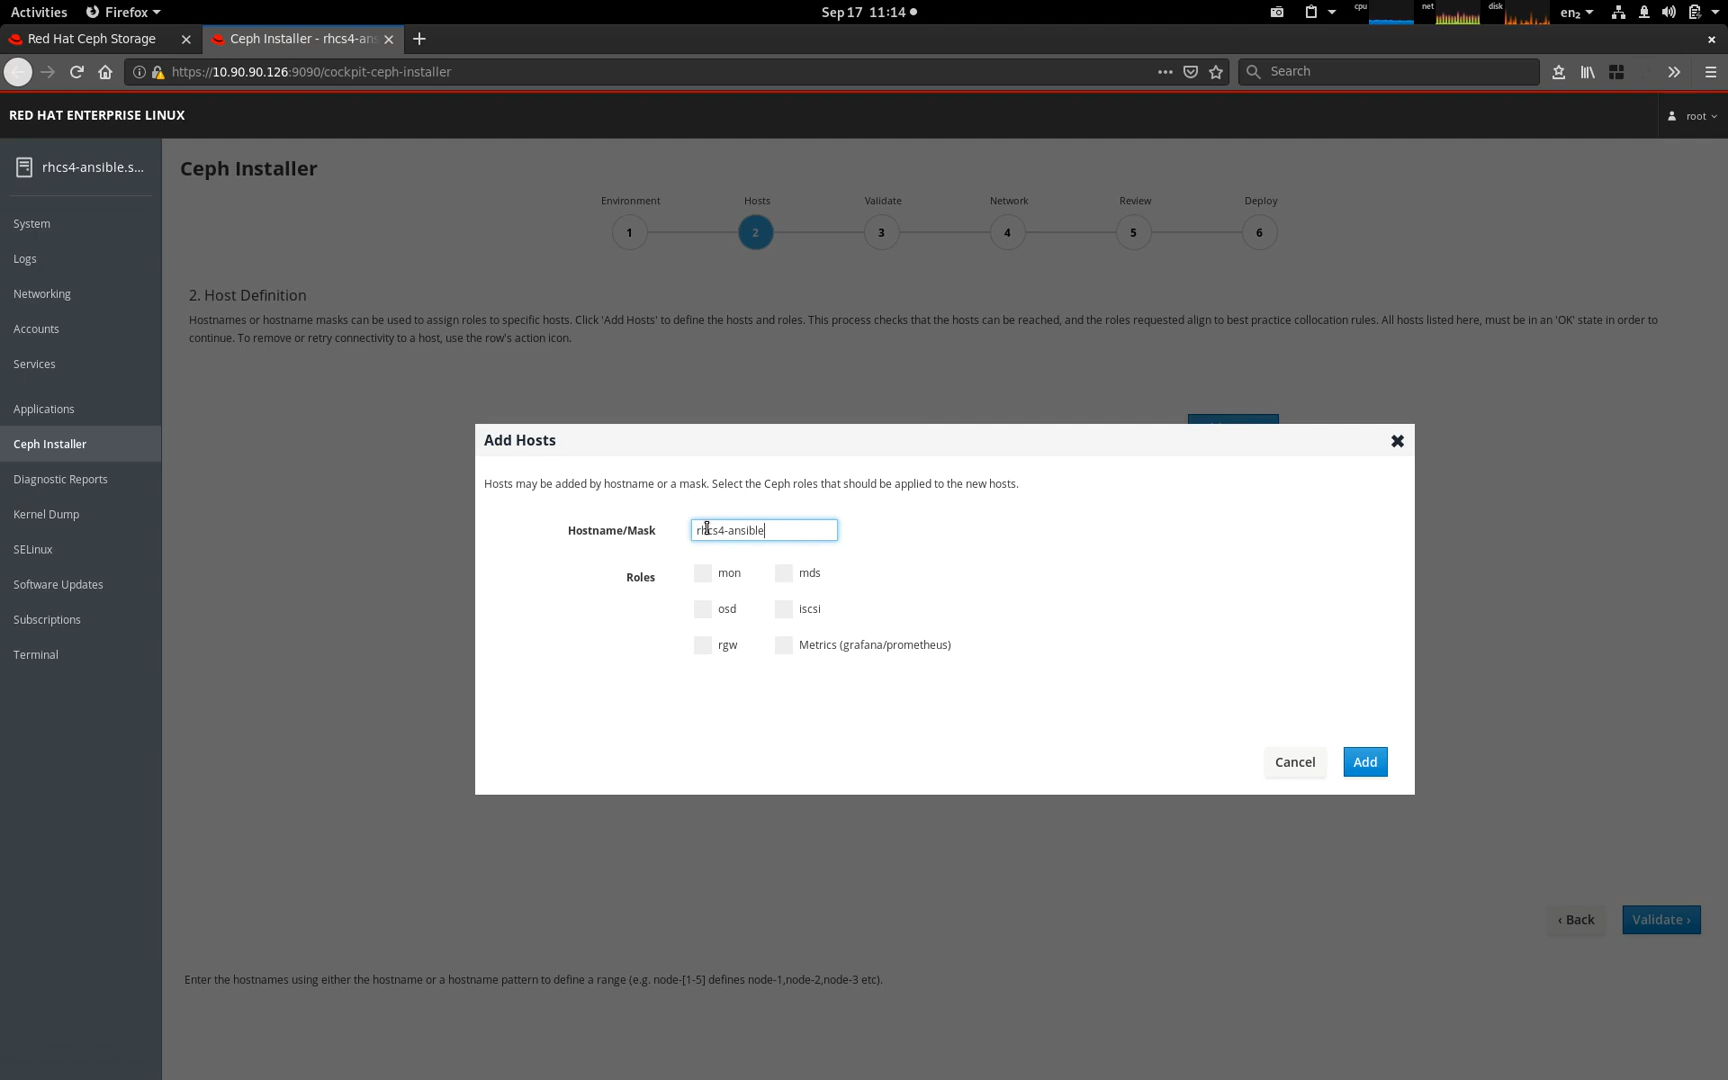 Activities Firefox Sep 17 11:14 cpu net disk en₂
Red Hat Ceph Storage Ceph Installer - rhcs4-ans
https://10.90.90.126:9090/cockpit-ceph-installer Search
RED HAT ENTERPRISE LINUX root
rhcs4-ansible.s...
System
Logs
Networking
Accounts
Services
Applications
Ceph Installer
Diagnostic Reports
Kernel Dump
SELinux
Software Updates
Subscriptions
Terminal
Ceph Installer
Environment Hosts Validate Network Review Deploy
1 2 3 4 5 6
2. Host Definition
Hostnames or hostname masks can be used to assign roles to specific hosts. Click 'Add Hosts' to define the hosts and roles. This process checks that the hosts can be reached, and the roles requested align to best practice collocation rules. All hosts listed here, must be in an 'OK' state in order to
continue. To remove or retry connectivity to a host, use the row's action icon.
Add Hosts
Hosts may be added by hostname or a mask. Select the Ceph roles that should be applied to the new hosts.
Hostname/Mask rhcs4-ansible
Roles mon mds
osd iscsi
rgw Metrics (grafana/prometheus)
Cancel Add
‹ Back Validate ›
Enter the hostnames using either the hostname or a hostname pattern to define a range (e.g. node-[1-5] defines node-1,node-2,node-3 etc).